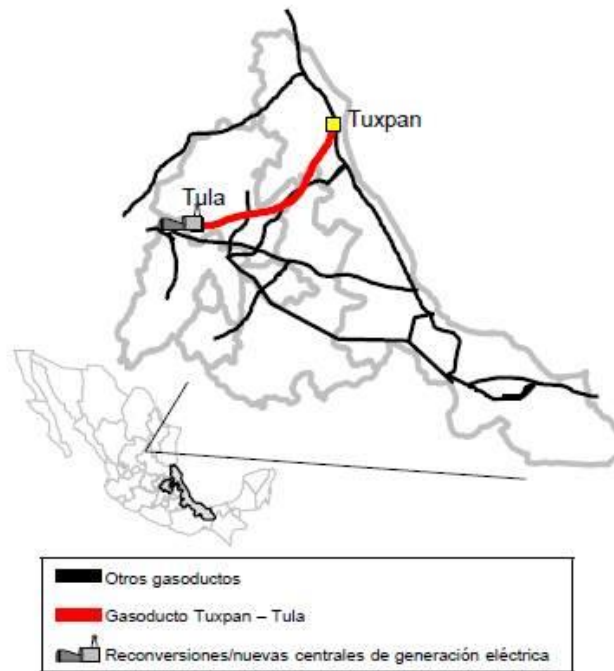 Tuxpan
Tula
Otros gasoductos
Gasoducto Tuxpan – Tula
Reconversiones/nuevas centrales de generación eléctrica